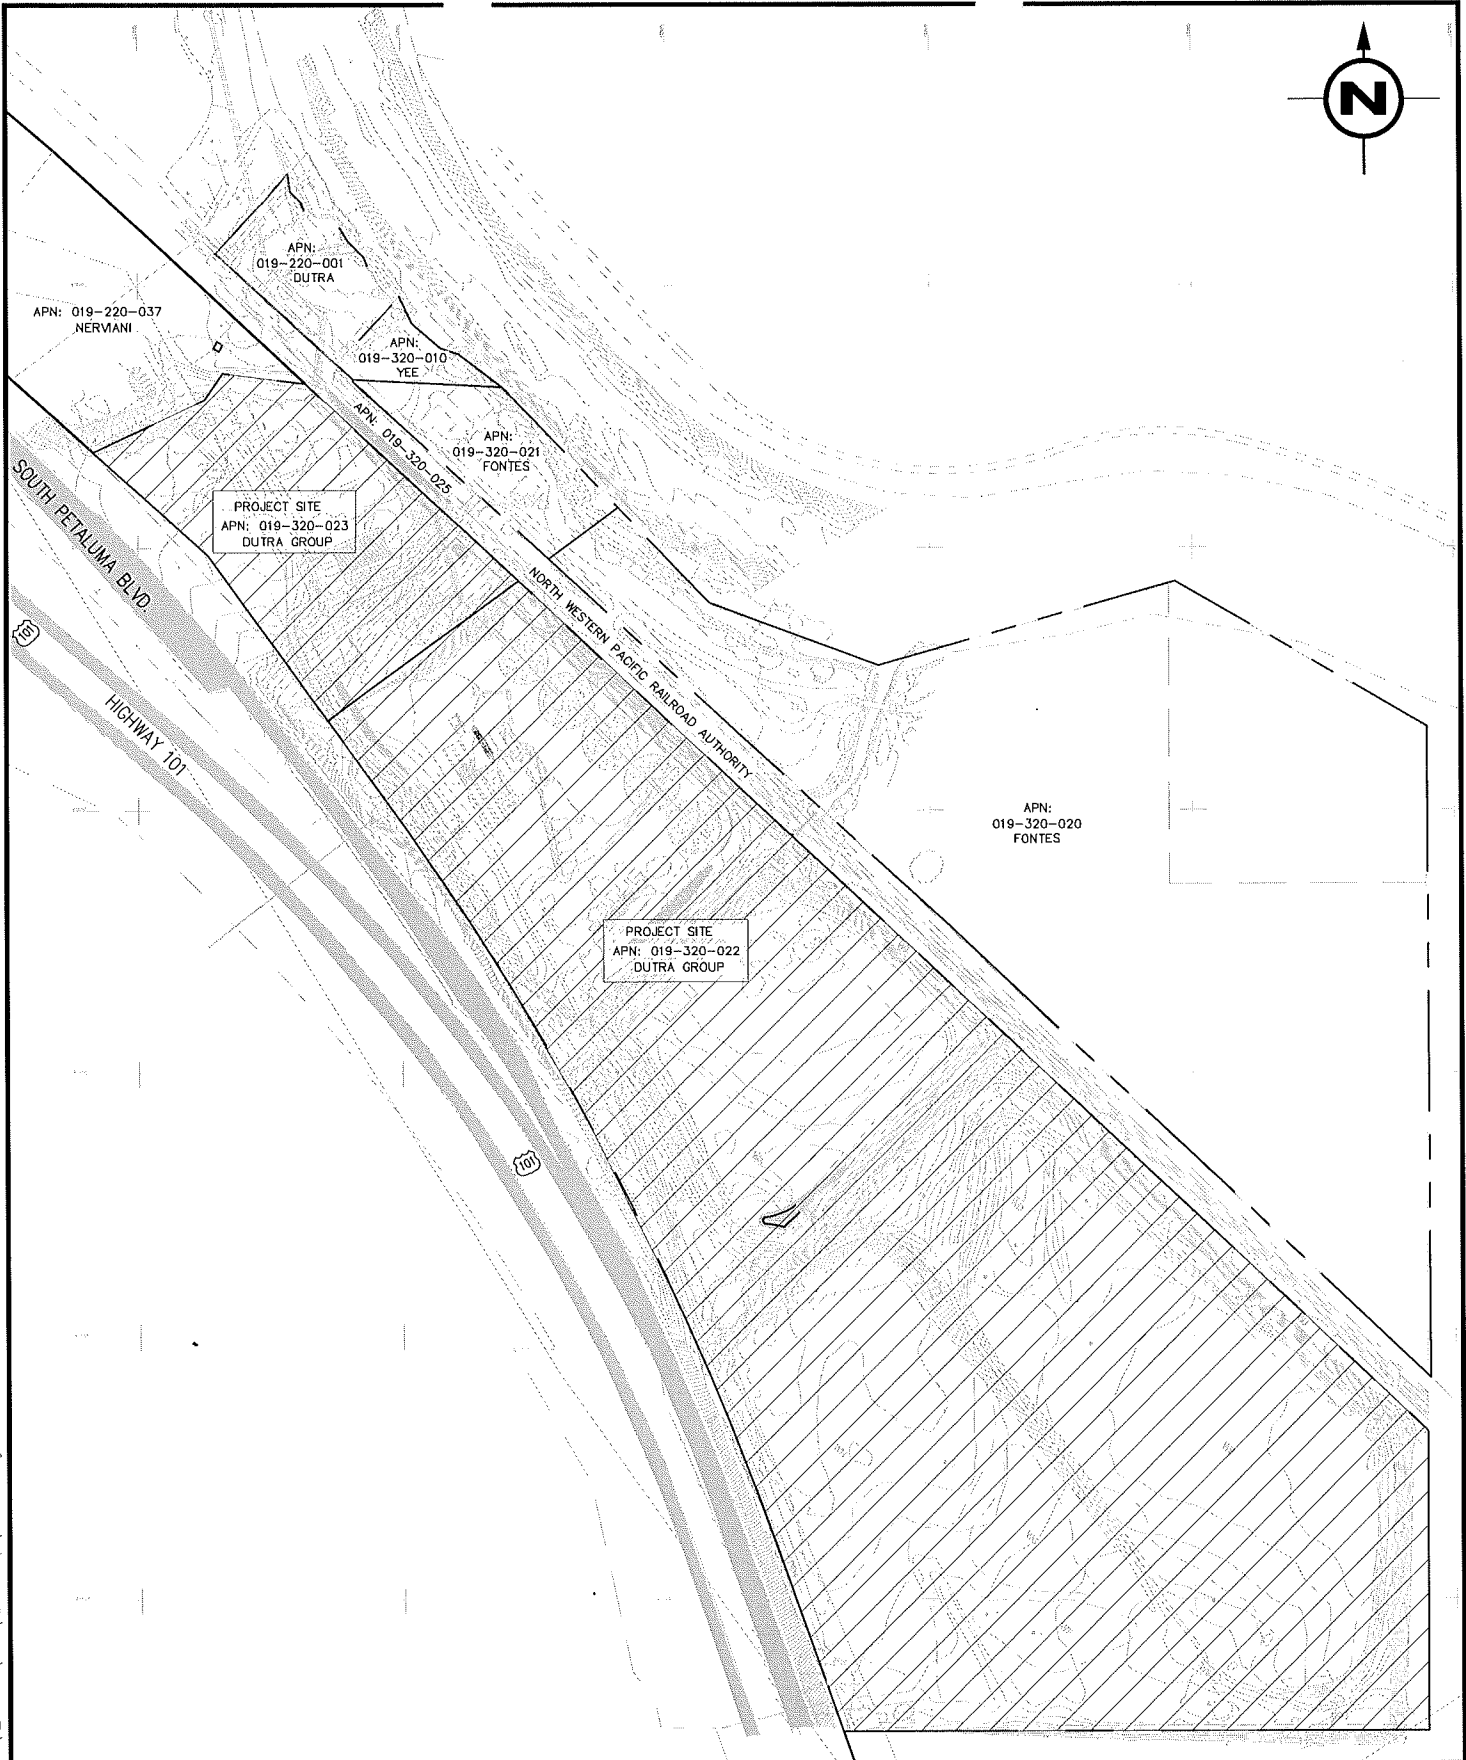 N
APN:
019-220-001
DUTRA
APN: 019-220-037
NERVIANI
APN:
019-320-010
YEE
APN: 019-320-025
APN:
019-320-021
FONTES
SOUTH PETALUMA BLVD.
PROJECT SITE
APN: 019-320-023
DUTRA GROUP
NORTH WESTERN PACIFIC RAILROAD AUTHORITY
101
HIGHWAY 101
APN:
019-320-020
FONTES
PROJECT SITE
APN: 019-320-022
DUTRA GROUP
101